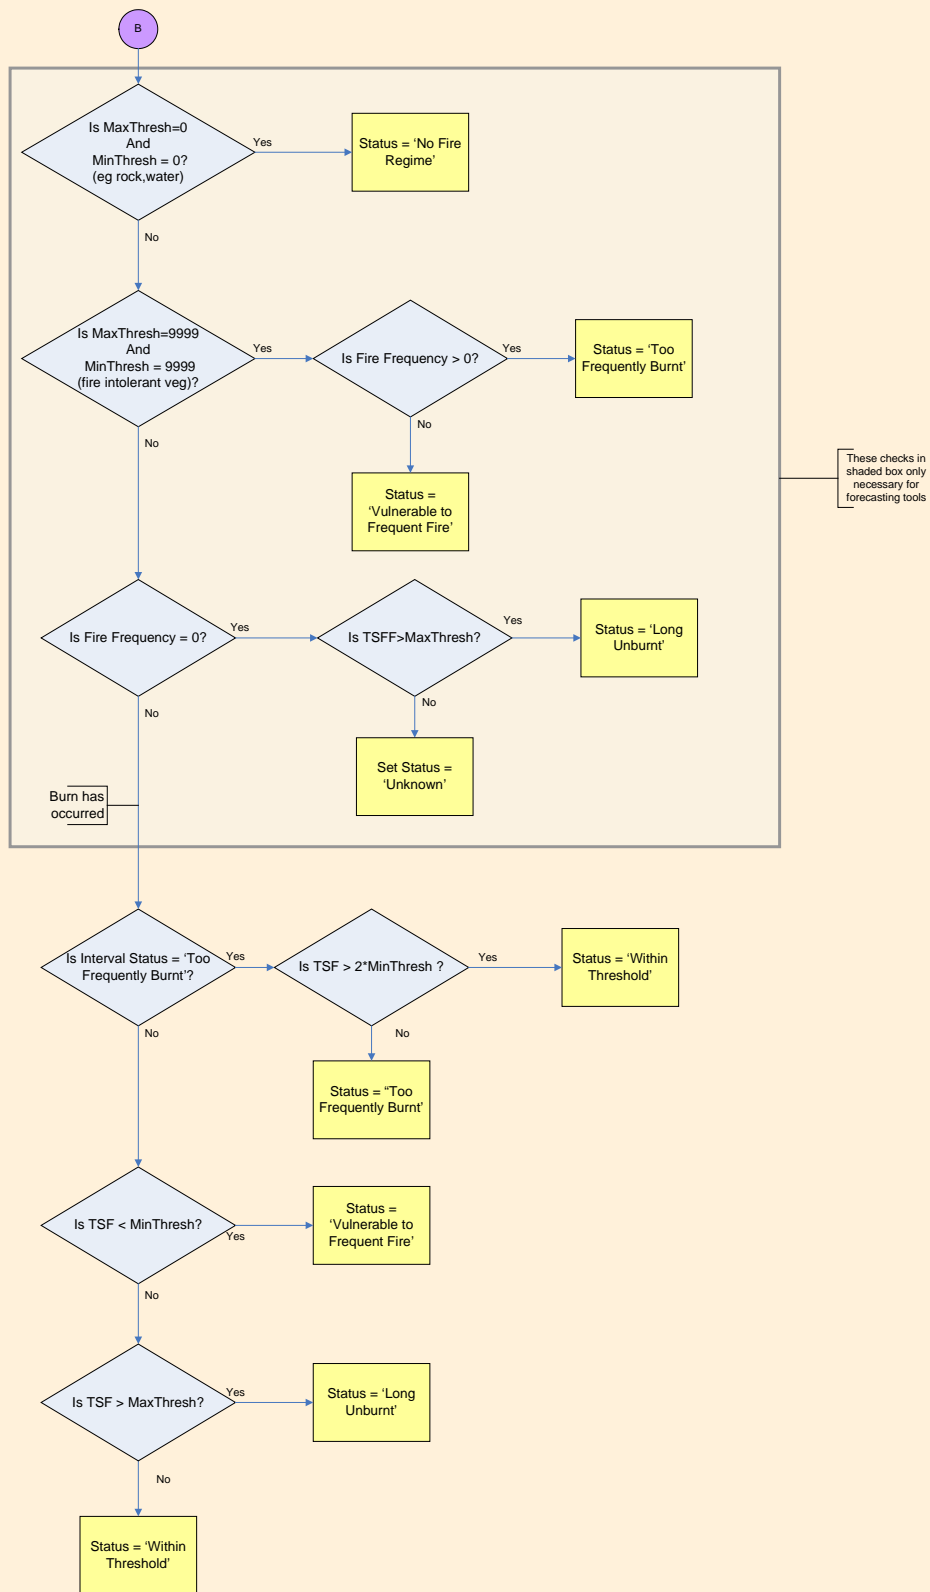 B
Is MaxThresh=0
And
MinThresh = 0?
(eg rock,water)
Yes
Status = ‘No Fire
Regime’
No
Is MaxThresh=9999
And
MinThresh = 9999
(fire intolerant veg)?
Yes
Is Fire Frequency > 0?
Yes
Status = ‘Too
Frequently Burnt’
No
No
Status =
‘Vulnerable to
Frequent Fire’
These checks in
shaded box only
necessary for
forecasting tools
Is Fire Frequency = 0?
Yes
Is TSFF>MaxThresh?
Yes
Status = ‘Long
Unburnt’
No
No
Set Status =
‘Unknown’
Burn has
occurred
Is Interval Status = ‘Too
Frequently Burnt’?
Yes
Is TSF > 2*MinThresh ?
Yes
Status = ‘Within
Threshold’
No
No
Status = “Too
Frequently Burnt’
Is TSF < MinThresh?
Yes
Status =
‘Vulnerable to
Frequent Fire’
No
Is TSF > MaxThresh?
Yes
Status = ‘Long
Unburnt’
No
Status = ‘Within
Threshold’